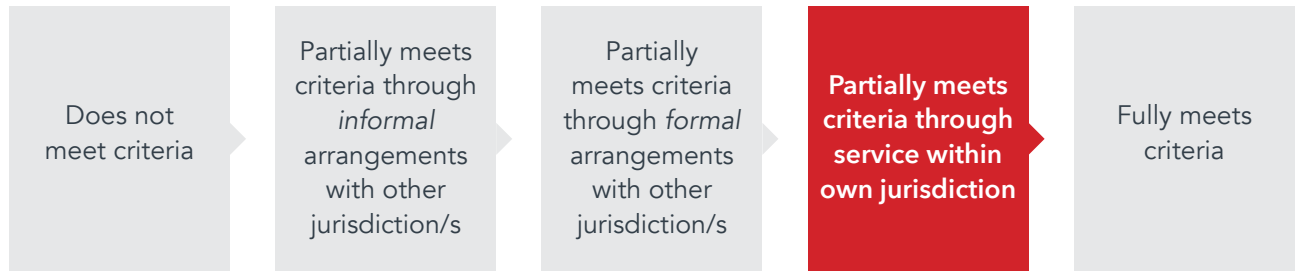 Does not
meet criteria
Partially meets
criteria through
informal
arrangements
with other
jurisdiction/s
Partially
meets criteria
through formal
arrangements
with other
jurisdiction/s
Partially meets
criteria through
service within
own jurisdiction
Fully meets
criteria